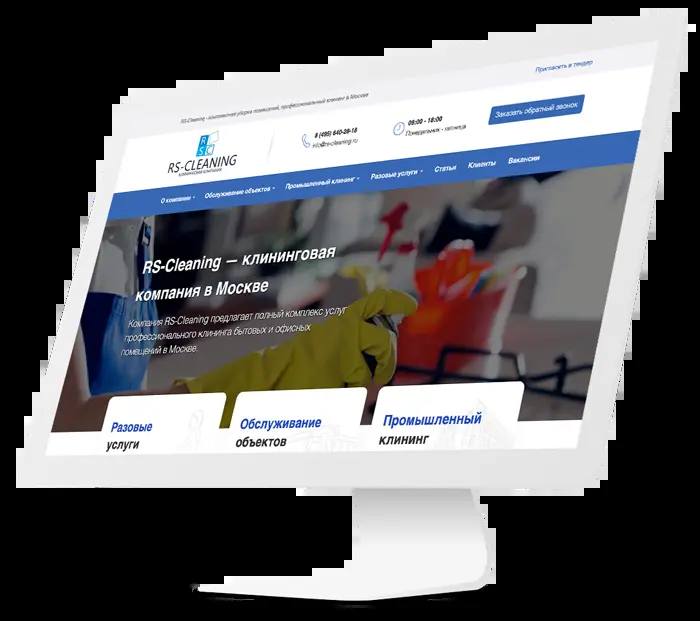 Пригласить в тендер
RS-Cleaning - комплексная уборка помещений, профессиональный клининг в Москве
RS
C
RS-CLEANING
КЛИНИНГОВАЯ КОМПАНИЯ
8 (495) 640-08-18
info@rs-cleaning.ru
09:00 - 18:00
Понедельник - пятница
Заказать обратный звонок
О компании
Обслуживание объектов
Промышленный клининг
Разовые услуги
Статьи
Клиенты
Вакансии
RS-Cleaning — клининговая
компания в Москве
Компания RS-Cleaning предлагает полный комплекс услуг
профессионального клининга бытовых и офисных
помещений в Москве.
Разовые
услуги
Обслуживание
объектов
Промышленный
клининг